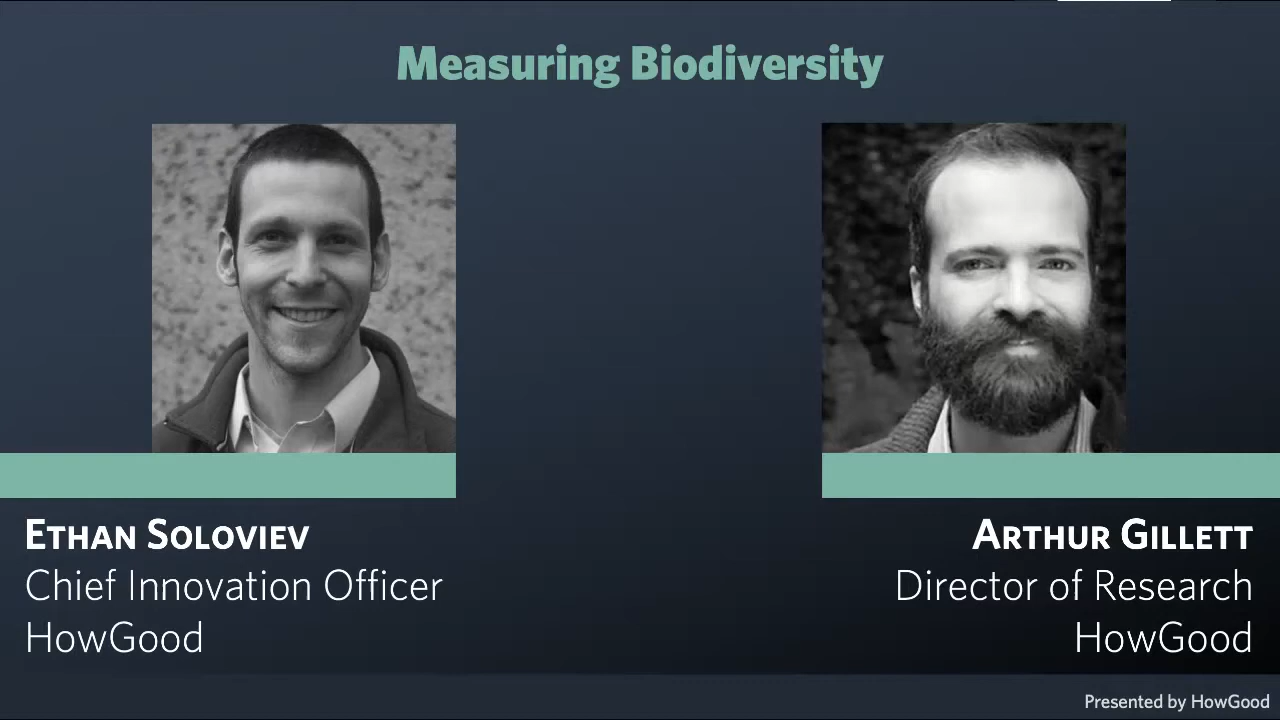 Measuring Biodiversity
Ethan Soloviev
Chief Innovation Officer
HowGood
Arthur Gillett
Director of Research
HowGood
Presented by HowGood